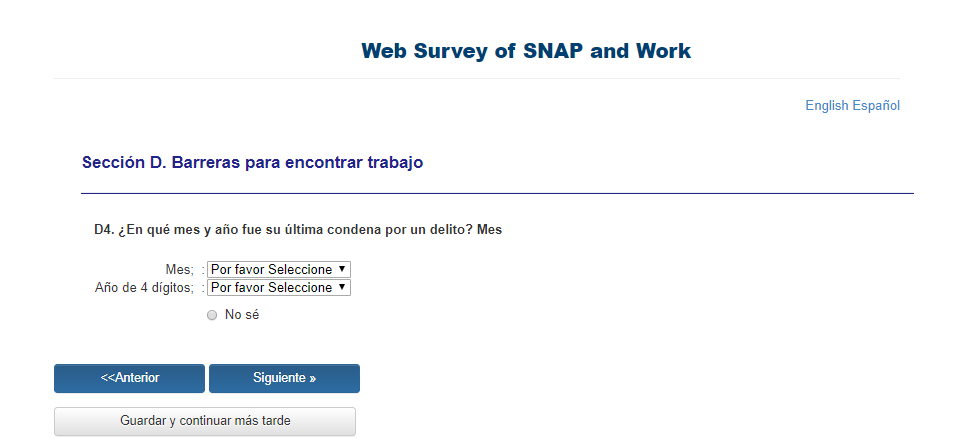 Web Survey of SNAP and Work
English Español
Sección D. Barreras para encontrar trabajo
D4. ¿En qué mes y año fue su última condena por un delito? Mes
Mes; : Por favor Seleccione
Año de 4 dígitos; : Por favor Seleccione
No sé
<<Anterior Siguiente »
Guardar y continuar más tarde